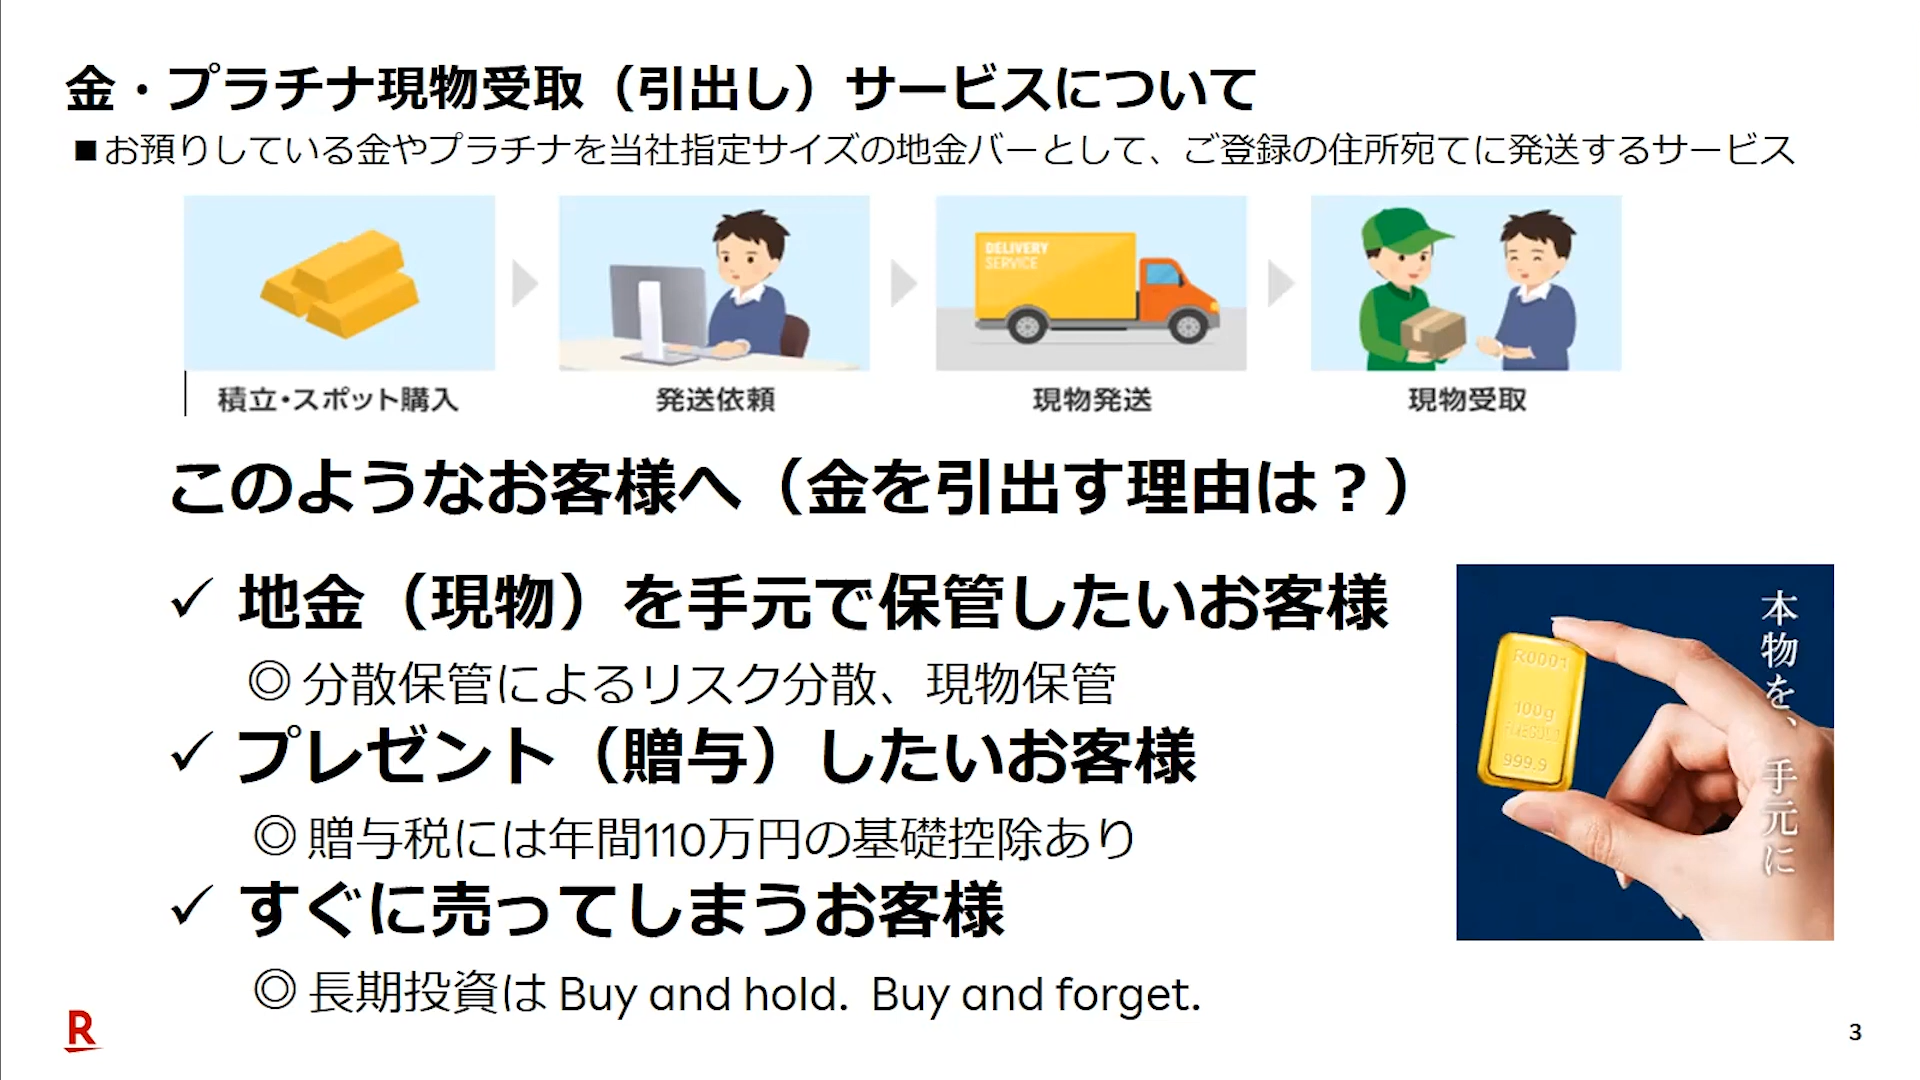 金・プラチナ現物受取（引出し）サービスについて
■お預りしている金やプラチナを当社指定サイズの地金バーとして、ご登録の住所宛てに発送するサービス
DELIVERY
SERVICE
積立・スポット購入
発送依頼
現物発送
現物受取
このようなお客様へ（金を引出す理由は？）
✓ 地金（現物）を手元で保管したいお客様
◎ 分散保管によるリスク分散、現物保管
✓ プレゼント（贈与）したいお客様
◎ 贈与税には年間110万円の基礎控除あり
✓ すぐに売ってしまうお客様
◎ 長期投資は Buy and hold. Buy and forget.
本物を、手元に
R0001
100g
FINEGOLD
999.9
R
3